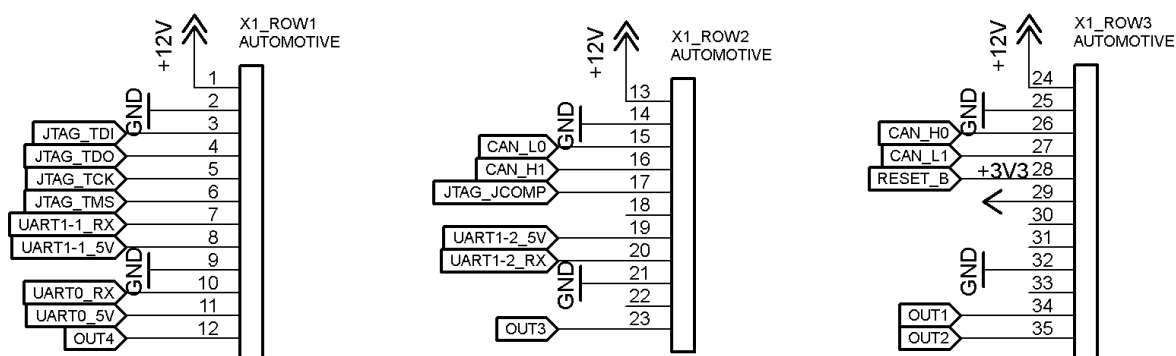 X1_ROW1
AUTOMOTIVE
+12V
1
GND
2
JTAG_TDI
3
JTAG_TDO
4
JTAG_TCK
5
JTAG_TMS
6
UART1-1_RX
7
UART1-1_5V
8
GND
9
UART0_RX
10
UART0_5V
11
OUT4
12
X1_ROW2
AUTOMOTIVE
+12V
13
GND
14
CAN_L0
15
CAN_H1
16
JTAG_JCOMP
17
18
UART1-2_5V
19
UART1-2_RX
20
GND
21
22
OUT3
23
X1_ROW3
AUTOMOTIVE
+12V
24
GND
25
CAN_H0
26
CAN_L1
27
RESET_B
28
+3V3
29
30
31
GND
32
33
OUT1
34
OUT2
35